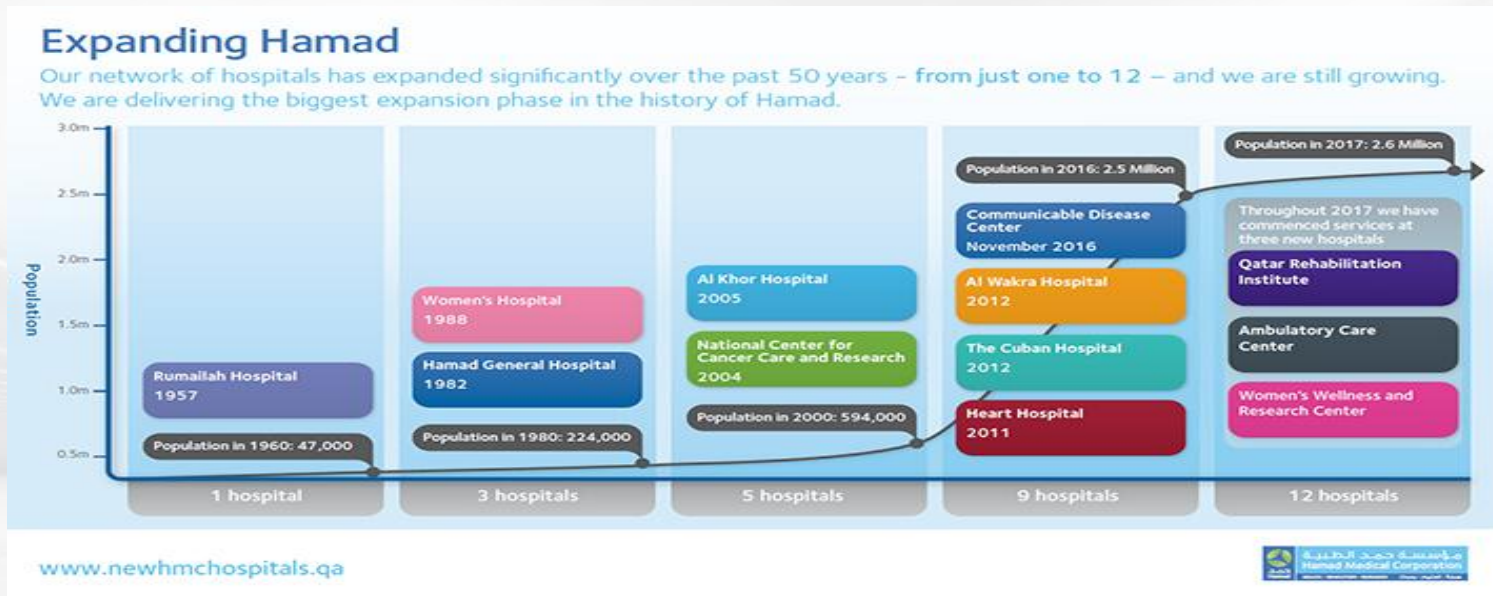 Expanding Hamad
Our network of hospitals has expanded significantly over the past 50 years – from just one to 12 – and we are still growing.
We are delivering the biggest expansion phase in the history of Hamad.
Population
3.0m
2.5m
2.0m
1.5m
1.0m
0.5m
Rumailah Hospital
1957
Population in 1960: 47,000
1 hospital
Women's Hospital
1988
Hamad General Hospital
1982
Population in 1980: 224,000
3 hospitals
Al Khor Hospital
2005
National Center for
Cancer Care and Research
2004
Population in 2000: 594,000
5 hospitals
Population in 2016: 2.5 Million
Communicable Disease
Center
November 2016
Al Wakra Hospital
2012
The Cuban Hospital
2012
Heart Hospital
2011
9 hospitals
Population in 2017: 2.6 Million
Throughout 2017 we have
commenced services at
three new hospitals
Qatar Rehabilitation
Institute
Ambulatory Care
Center
Women's Wellness and
Research Center
12 hospitals
www.newhmchospitals.qa
حمد
مؤسسة حمد الطبية
Hamad Medical Corporation